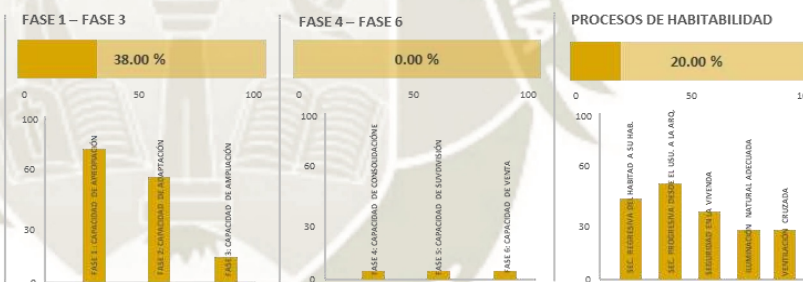 FASE 1 – FASE 3
38.00 %
0 50 100
100
60
30
0
FASE 1 : CAPACIDAD DE APROPIACIÓN
FASE 2: CAPACIDAD DE ADAPTACIÓN
FASE 3: CAPACIDAD DE AMPLIACIÓN
FASE 4 – FASE 6
0.00 %
0 50 100
100
60
30
0
FASE 4: CAPACIDAD DE CONSOLIDACIÓNE
FASE 5: CAPACIDAD DE SUVDIVISIÓN
FASE 6: CAPACIDAD DE VENTA
PROCESOS DE HABITABILIDAD
20.00 %
0 50
100
60
30
0
SEC. REGRESIVA DEL HABITAD A SU HAB.
SEC. PROGRESIVA DESDE EL USU. A LA ARQ.
SEGURIDAD EN LA VIVENDA
ILUMINACIÓN NATURAL ADECUADA
VENTILACIÓN CRUZADA